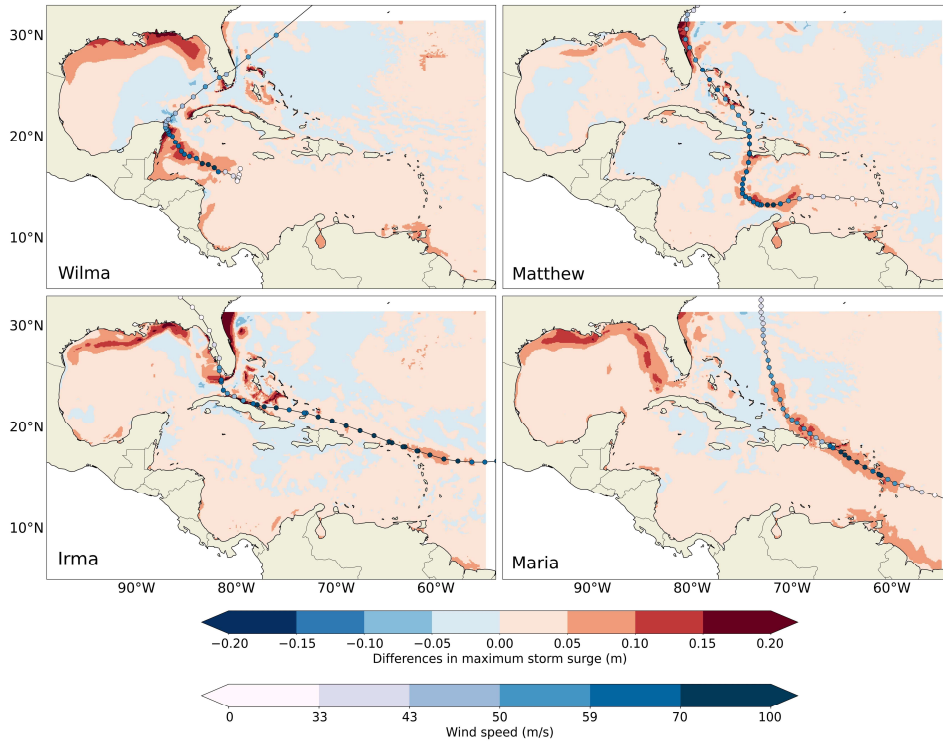 30°N
20°N
10°N
Wilma
Matthew
30°N
20°N
10°N
Irma
Maria
90°W 80°W 70°W 60°W 90°W 80°W 70°W 60°W
−0.20 −0.15 −0.10 −0.05 0.00 0.05 0.10 0.15 0.20
Differences in maximum storm surge (m)
0 33 43 50 59 70 100
Wind speed (m/s)